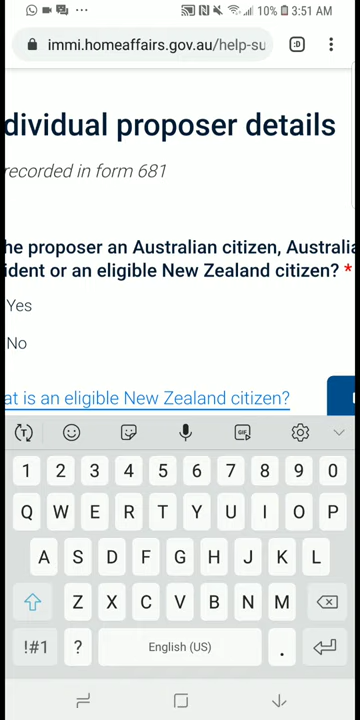 10% 3:51 AM
immi.homeaffairs.gov.au/help-su
:D
dividual proposer details
recorded in form 681
he proposer an Australian citizen, Australia
ident or an eligible New Zealand citizen? *
Yes
No
at is an eligible New Zealand citizen?
T GIF
1 2 3 4 5 6 7 8 9 0
Q W E R T Y U I O P
A S D F G H J K L
Z X C V B N M
!#1 ? English (US) .